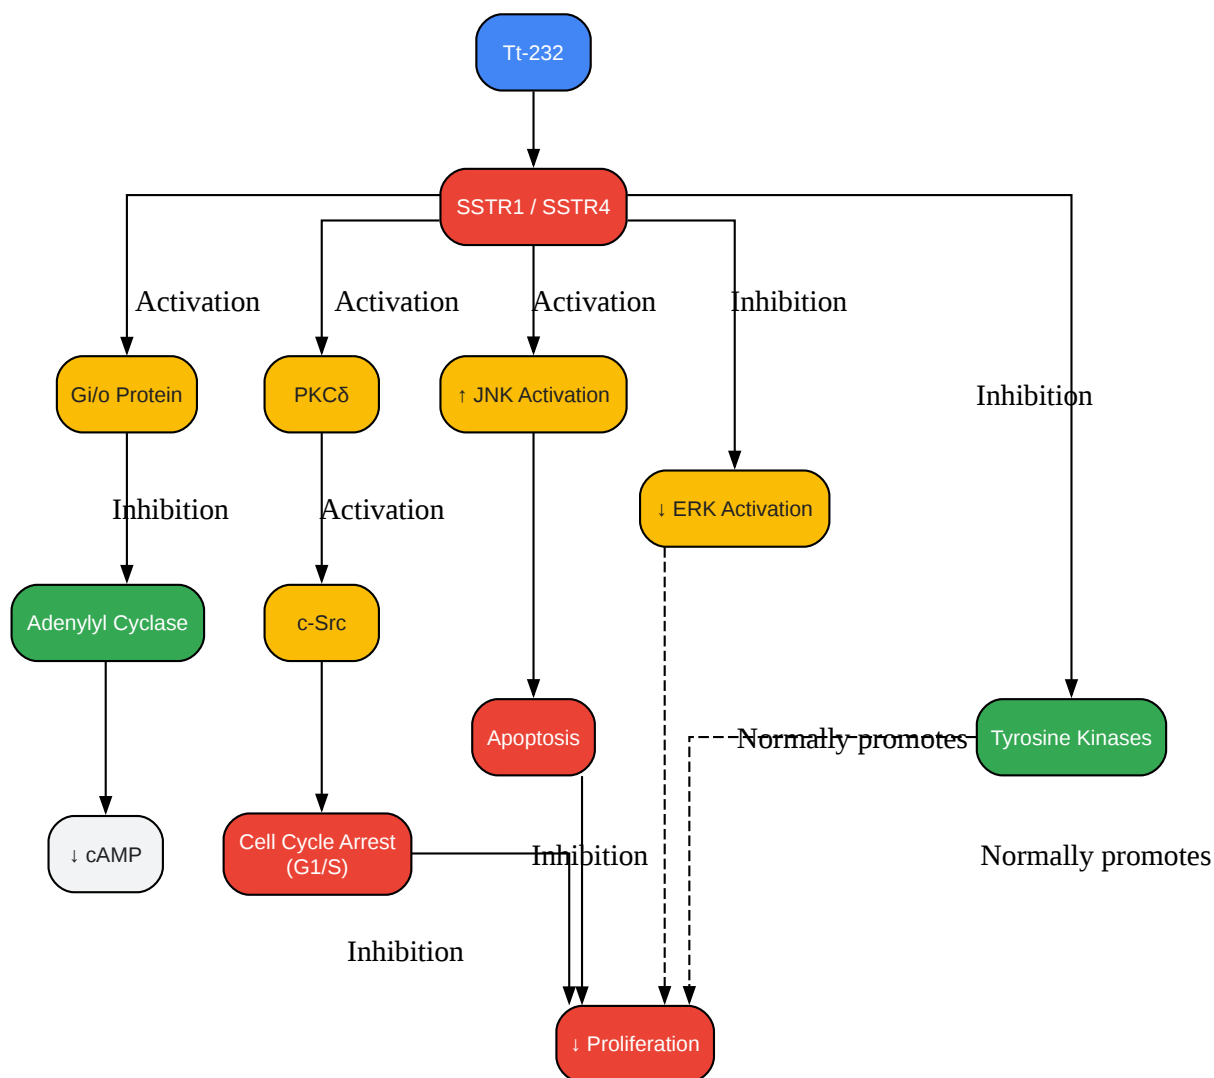 Tt-232
SSTR1 / SSTR4
Activation
Activation
Activation
Inhibition
Gi/o Protein
PKCδ
↑ JNK Activation
Inhibition
Inhibition
Activation
↓ ERK Activation
Adenylyl Cyclase
c-Src
Apoptosis
Normally promotes
Tyrosine Kinases
↓ cAMP
Cell Cycle Arrest
(G1/S)
Inhibition
Normally promotes
Inhibition
↓ Proliferation